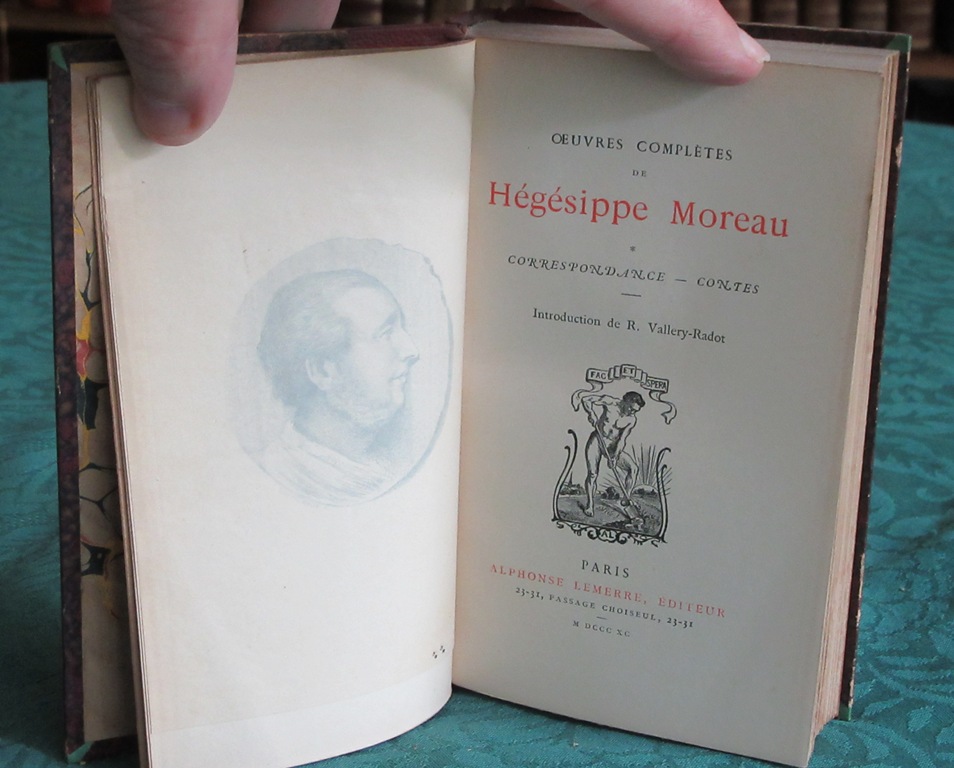 ŒUVRES COMPLÈTES
DE
Hégésippe Moreau
*
CORRESPONDANCE — CONTES
Introduction de R. Vallery-Radot
FAC ET SPERA
AL
PARIS
ALPHONSE LEMERRE, ÉDITEUR
23-31, PASSAGE CHOISEUL, 23-31
M DCCC XC